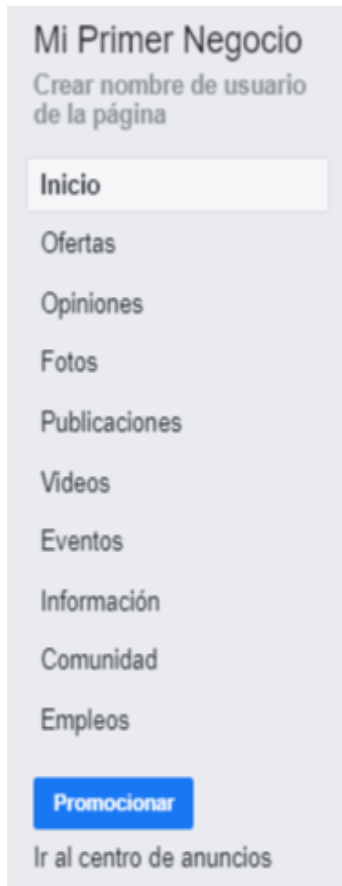 Mi Primer Negocio
Crear nombre de usuario
de la página
Inicio
Ofertas
Opiniones
Fotos
Publicaciones
Videos
Eventos
Información
Comunidad
Empleos
Promocionar
Ir al centro de anuncios